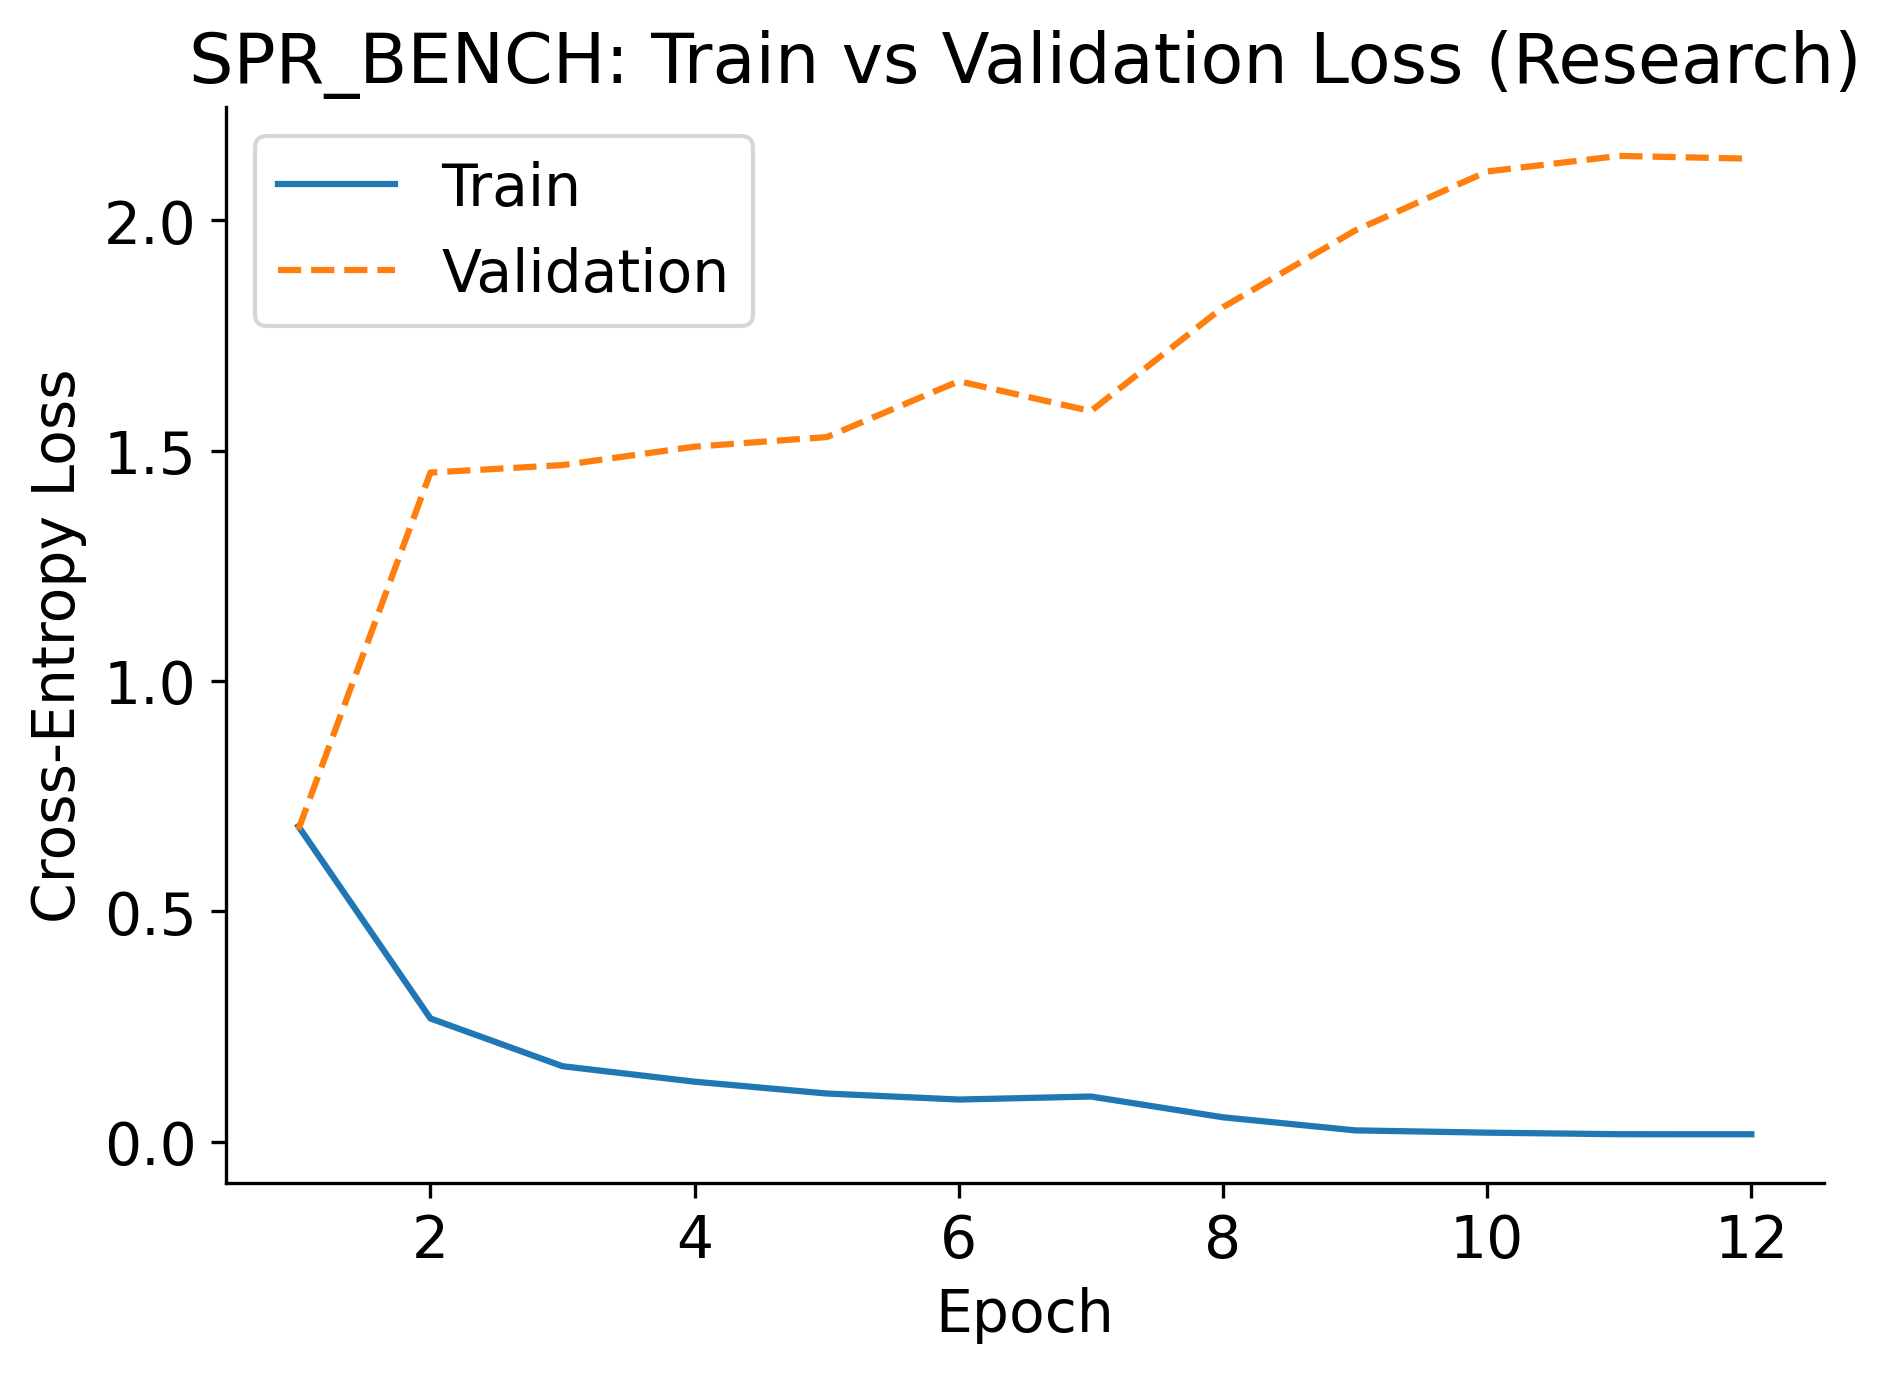 SPR_BENCH: Train vs Validation Loss (Research)
Train
Validation
Cross-Entropy Loss
2.0
1.5
1.0
0.5
0.0
2 4 6 8 10 12
Epoch